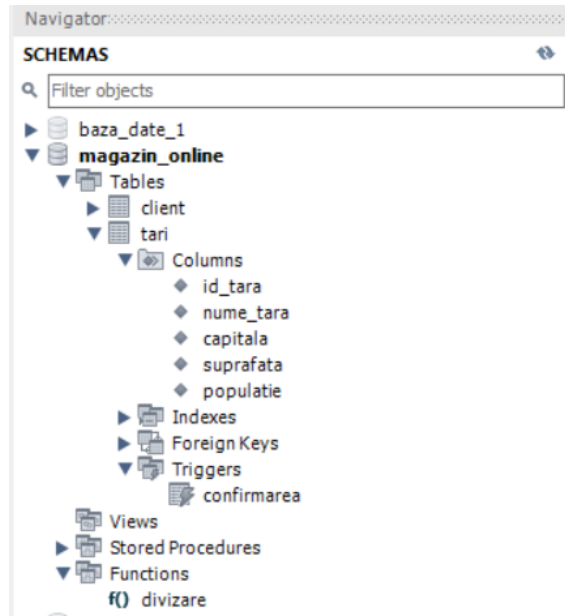 Navigator
SCHEMAS
Filter objects
baza_date_1
magazin_online
Tables
client
tari
Columns
id_tara
nume_tara
capitala
suprafata
populatie
Indexes
Foreign Keys
Triggers
confirmarea
Views
Stored Procedures
Functions
f() divizare